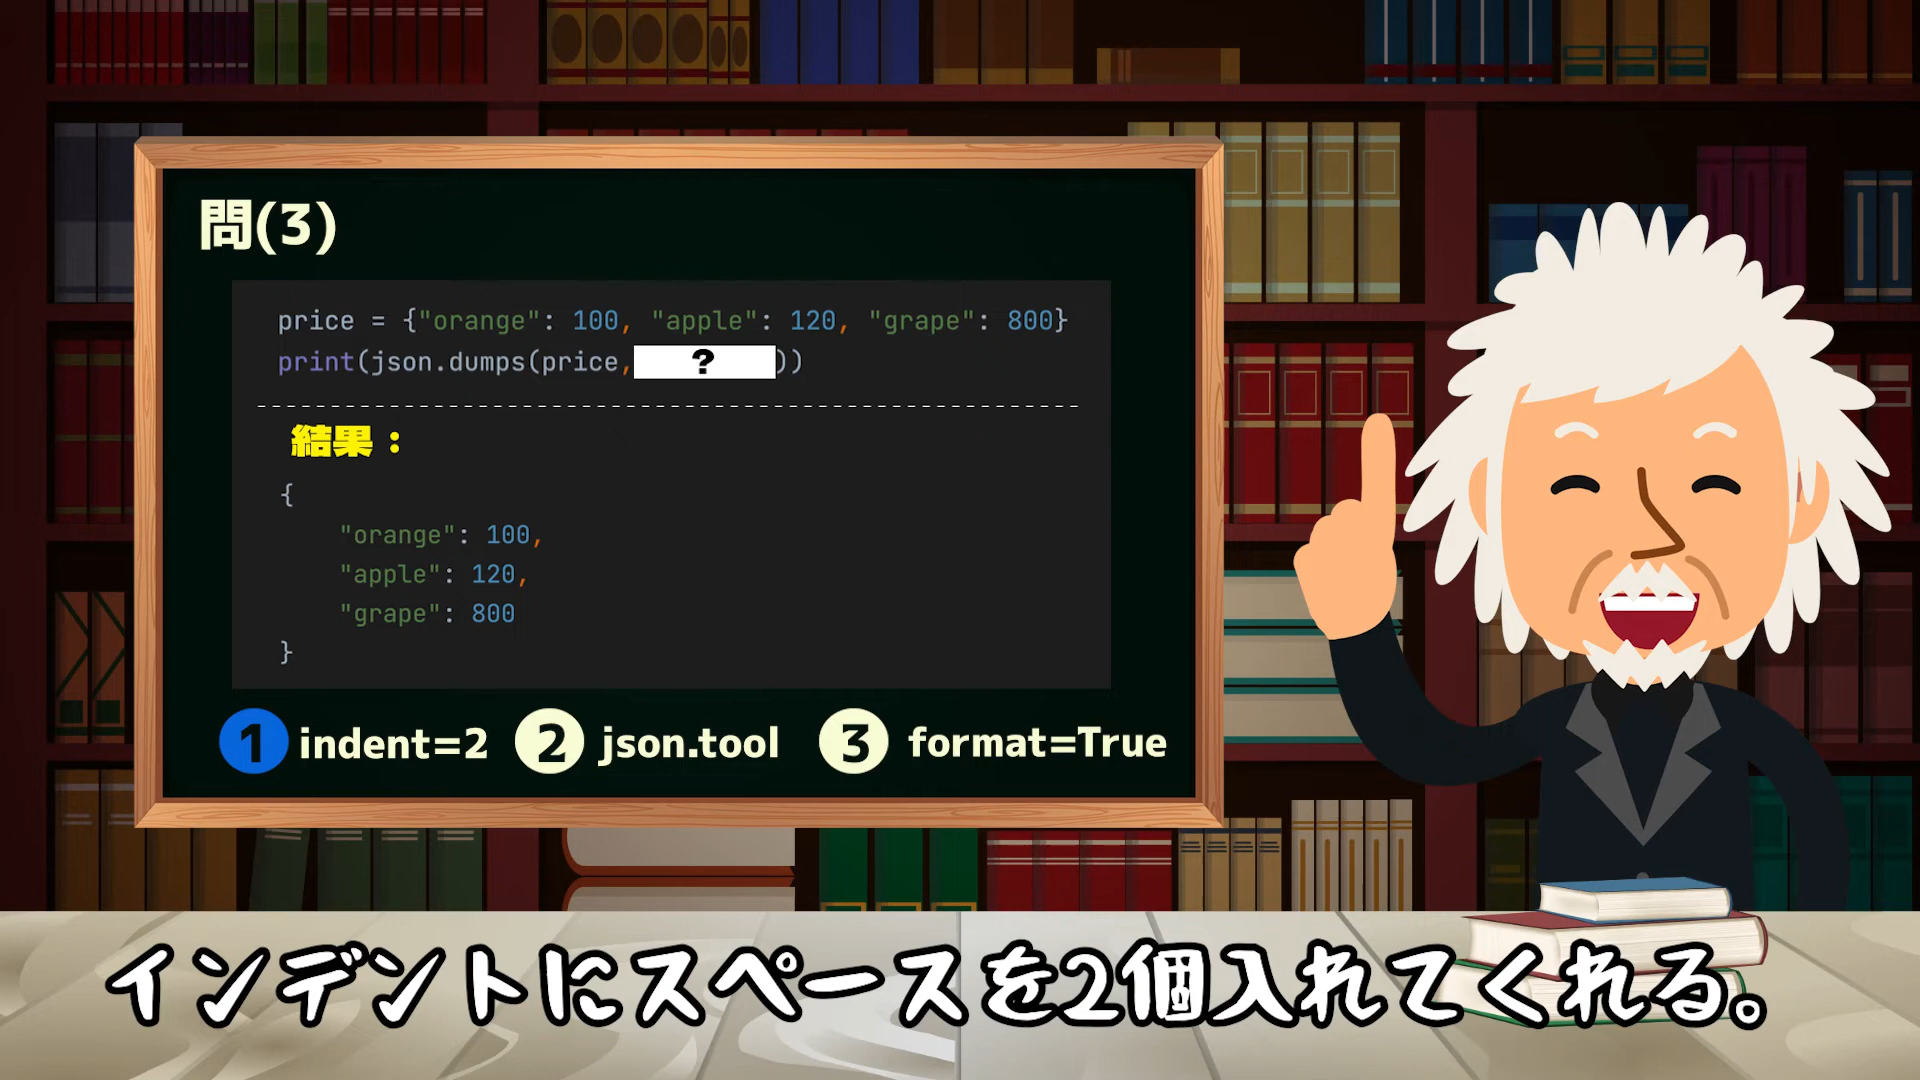 問(3)
price = {"orange": 100, "apple": 120, "grape": 800}
print(json.dumps(price, ? ))
結果：
{
"orange": 100,
"apple": 120,
"grape": 800
}
1 indent=2 2 json.tool 3 format=True
インデントにスペースを2個入れてくれる。